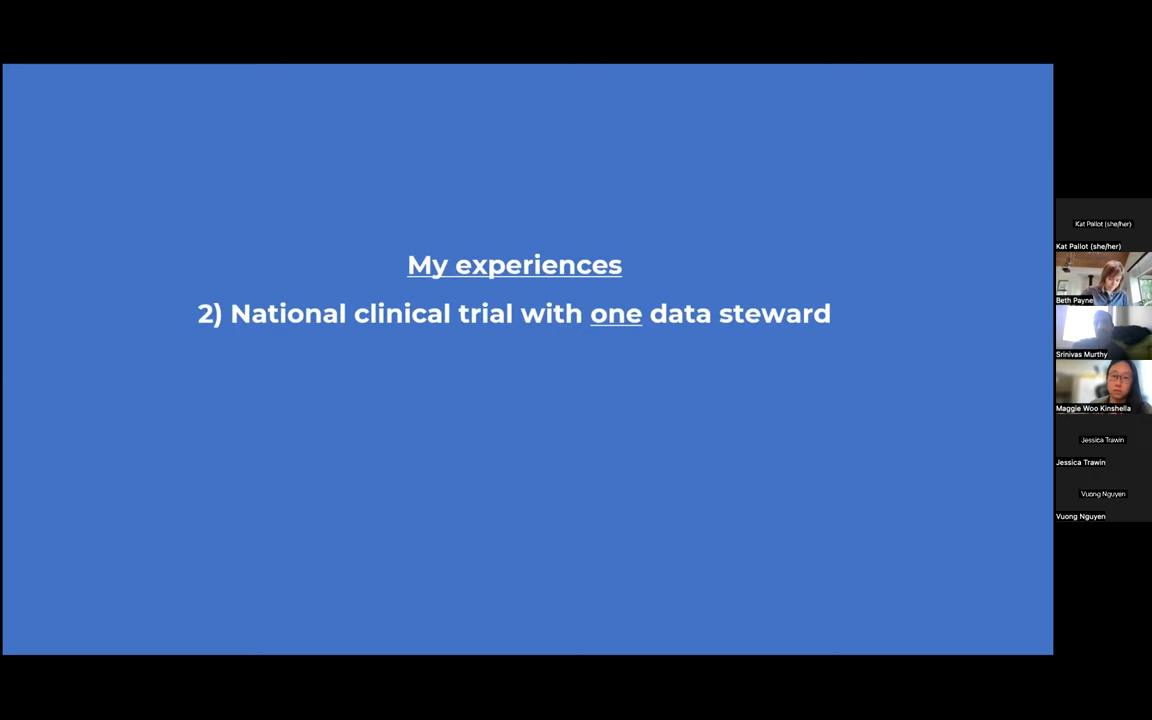 My experiences
2) National clinical trial with one data steward
Kat Pallot (she/her)
Kat Pallot (she/her)
Beth Payne
Srinivas Murthy
Maggie Woo Kinshella
Jessica Trawin
Jessica Trawin
Vuong Nguyen
Vuong Nguyen